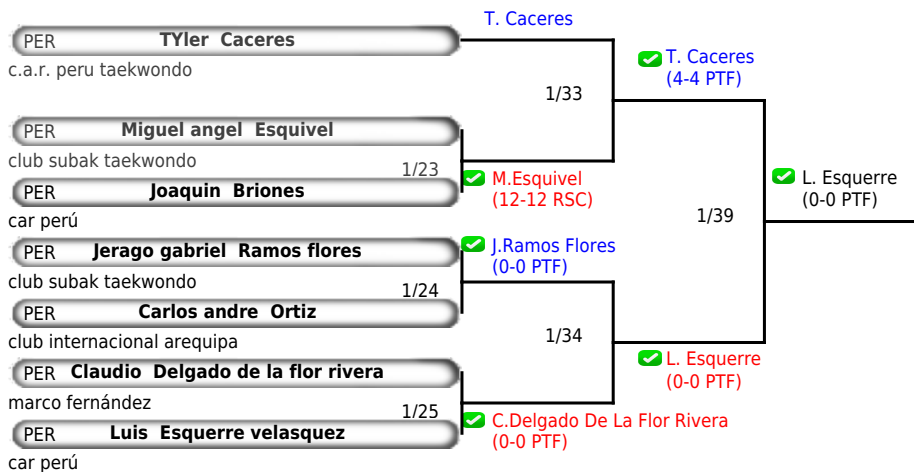 T. Caceres
PER TYler Caceres
c.a.r. peru taekwondo
T. Caceres
(4-4 PTF)
1/33
PER Miguel angel Esquivel
club subak taekwondo
1/23
M.Esquivel
(12-12 RSC)
PER Joaquin Briones
car perú
L. Esquerre
(0-0 PTF)
1/39
PER Jerago gabriel Ramos flores
club subak taekwondo
J.Ramos Flores
(0-0 PTF)
1/24
PER Carlos andre Ortiz
club internacional arequipa
1/34
L. Esquerre
(0-0 PTF)
PER Claudio Delgado de la flor rivera
marco fernández
1/25
C.Delgado De La Flor Rivera
(0-0 PTF)
PER Luis Esquerre velasquez
car perú